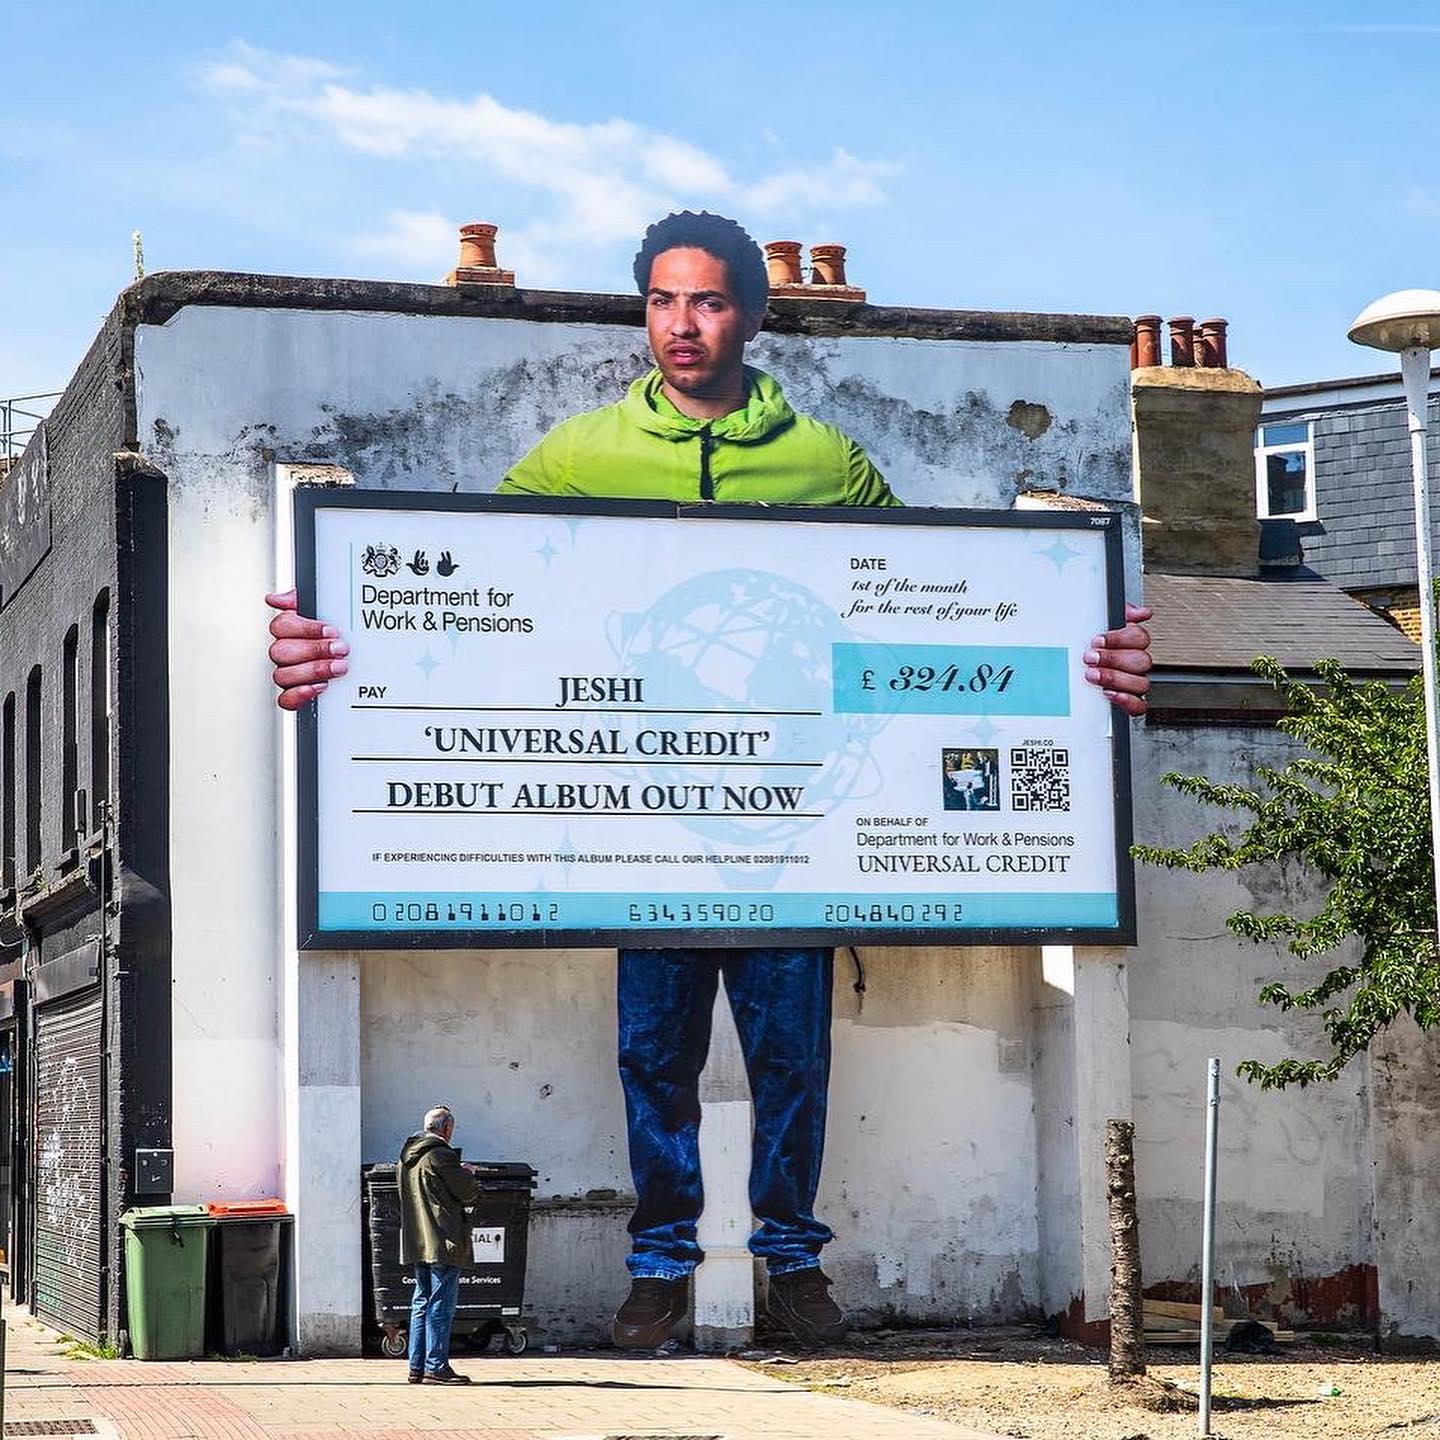 7087
Department for
Work & Pensions
DATE
1st of the month
for the rest of your life
£ 324.84
PAY
JESHI
'UNIVERSAL CREDIT'
DEBUT ALBUM OUT NOW
JESHI.CO
ON BEHALF OF
Department for Work & Pensions
UNIVERSAL CREDIT
IF EXPERIENCING DIFFICULTIES WITH THIS ALBUM PLEASE CALL OUR HELPLINE 02081911012
02081911012 634359020 204840292